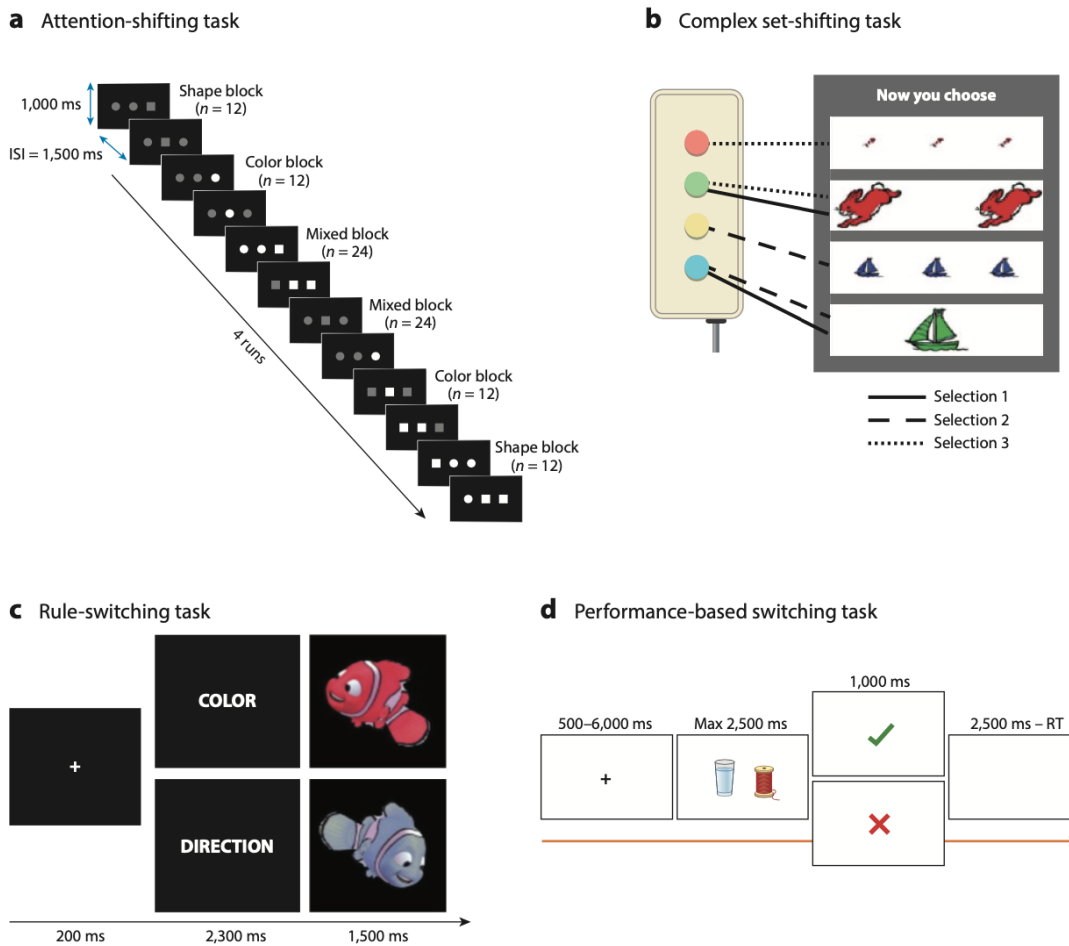 a Attention-shifting task
1,000 ms
Shape block
(n = 12)
ISI = 1,500 ms
Color block
(n = 12)
Mixed block
(n = 24)
Mixed block
(n = 24)
4 runs
Color block
(n = 12)
Shape block
(n = 12)
b Complex set-shifting task
Now you choose
Selection 1
Selection 2
Selection 3
c Rule-switching task
+
COLOR
DIRECTION
200 ms
2,300 ms
1,500 ms
d Performance-based switching task
500–6,000 ms
Max 2,500 ms
1,000 ms
2,500 ms – RT
+